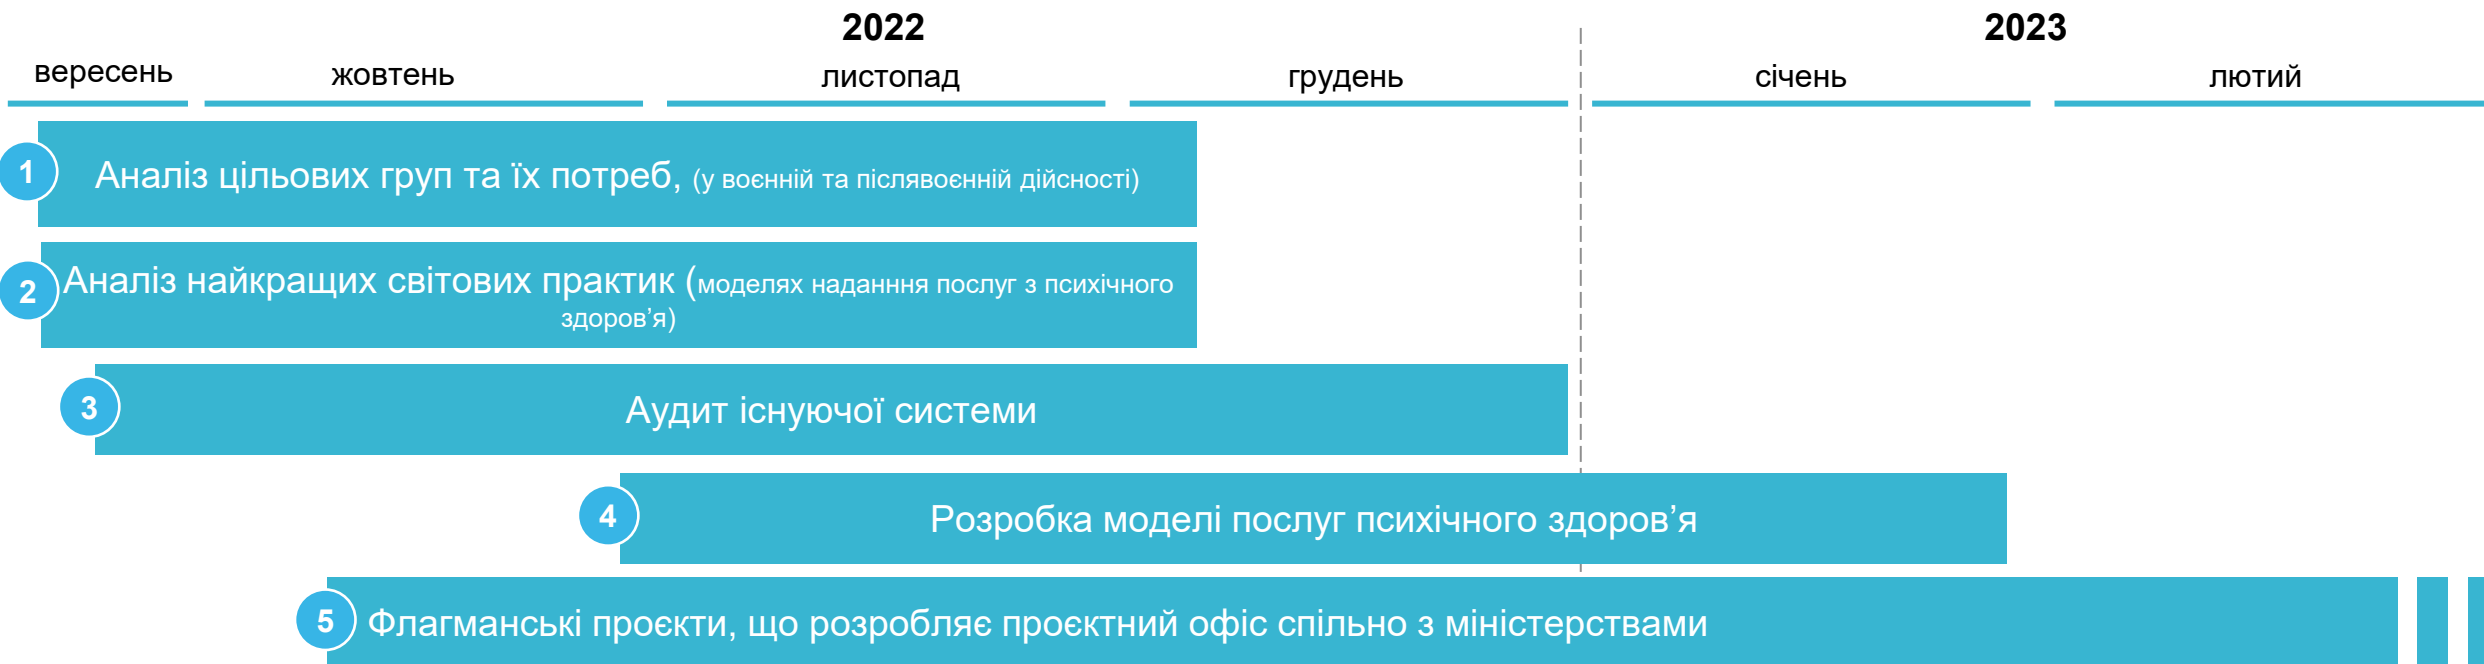 2022
2023
вересень
жовтень
листопад
грудень
січень
лютий
1
Аналіз цільових груп та їх потреб, (у воєнній та післявоєнній дійсності)
2
Аналіз найкращих світових практик (моделях наданння послуг з психічного
здоров’я)
3
Аудит існуючої системи
4
Розробка моделі послуг психічного здоров’я
5
Флагманські проєкти, що розробляє проєктний офіс спільно з міністерствами